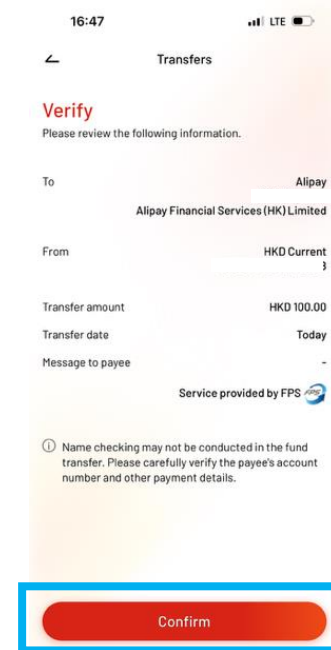 16:47 LTE
Transfers
Verify
Please review the following information.
To Alipay
Alipay Financial Services (HK) Limited
From HKD Current
Transfer amount HKD 100.00
Transfer date Today
Message to payee -
Service provided by FPS FPS
Name checking may not be conducted in the fund
transfer. Please carefully verify the payee's account
number and other payment details.
Confirm